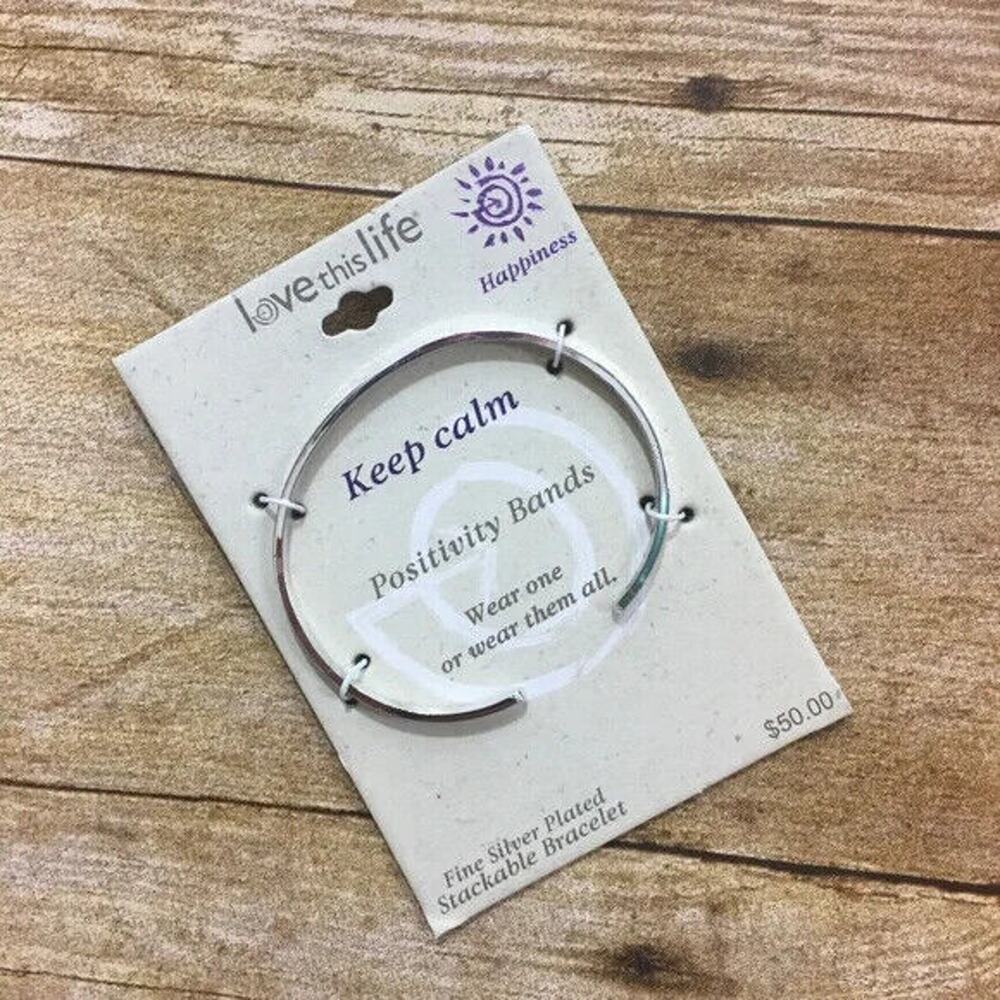 love this life
Happiness
Keep calm
Positivity Bands
Wear one
or wear them all.
$50.00
Fine Silver Plated
Stackable Bracelet